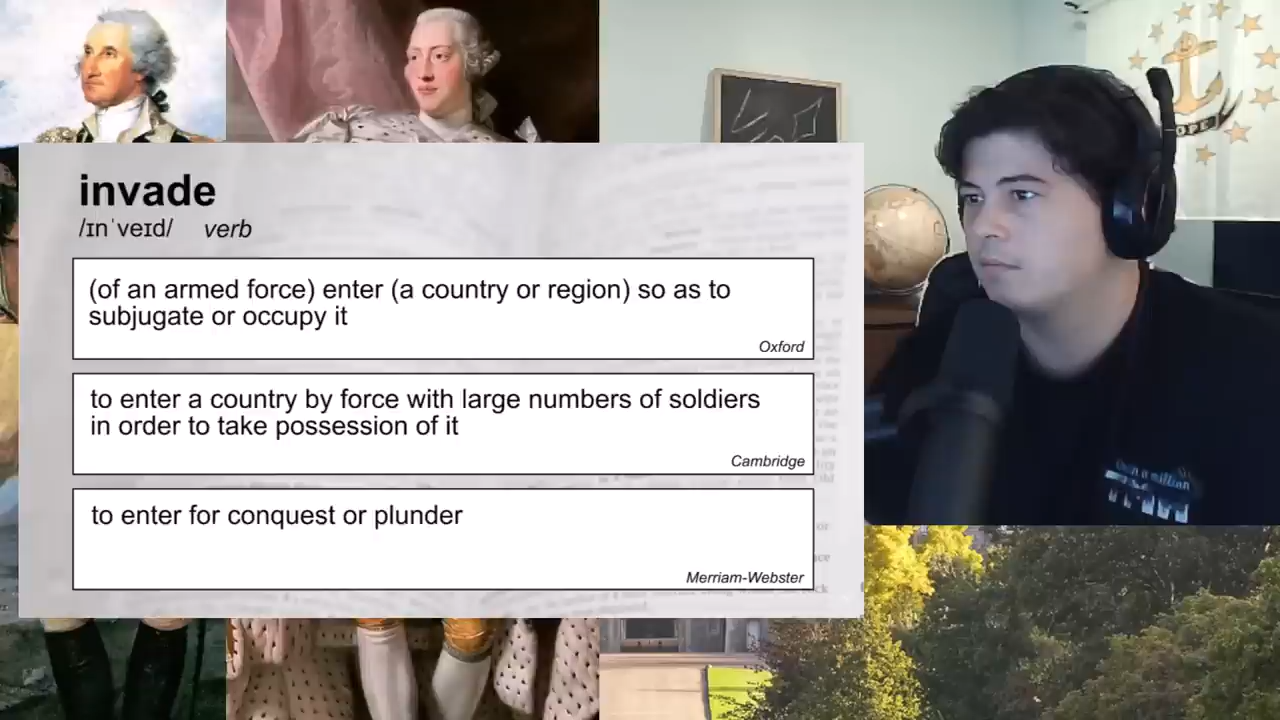 invade
/ɪnˈveɪd/ verb
(of an armed force) enter (a country or region) so as to
subjugate or occupy it
Oxford
to enter a country by force with large numbers of soldiers
in order to take possession of it
Cambridge
to enter for conquest or plunder
Merriam-Webster